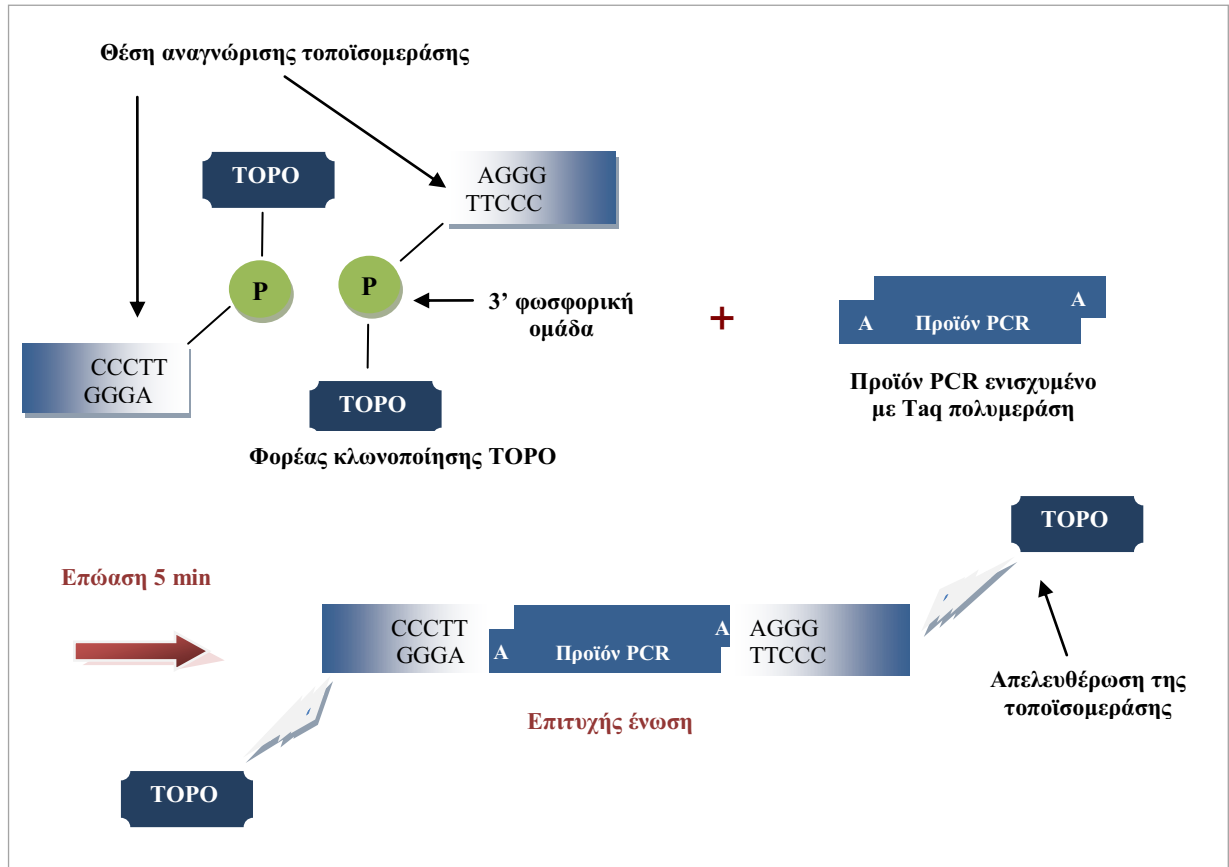 Θέση αναγνώρισης τοποϊσομεράσης
TOPO
AGGG
TTCCC
P
P
3’ φωσφορική
ομάδα
+
A
A
Προϊόν PCR
CCCTT
GGGA
TOPO
Προϊόν PCR ενισχυμένο
με Taq πολυμεράση
Φορέας κλωνοποίησης TOPO
TOPO
Επώαση 5 min
CCCTT
GGGA
A
Προϊόν PCR
A
AGGG
TTCCC
Απελευθέρωση της
τοποϊσομεράσης
Επιτυχής ένωση
TOPO